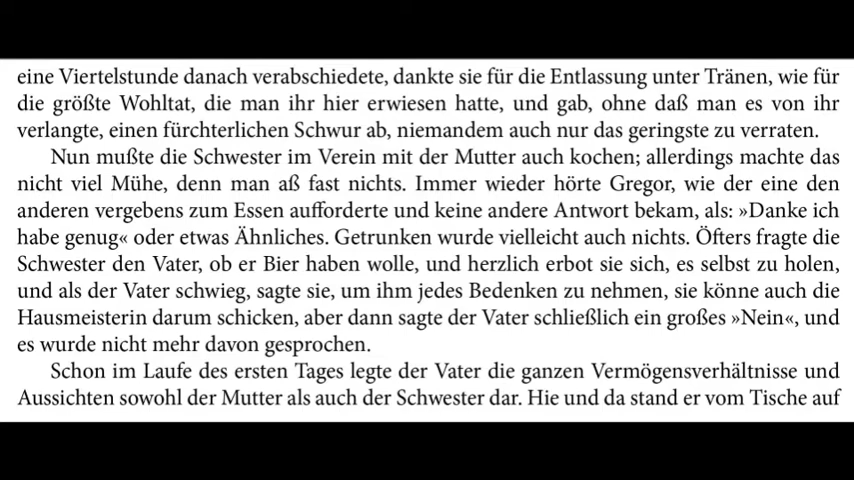 eine Viertelstunde danach verabschiedete, dankte sie für die Entlassung unter Tränen, wie für
die größte Wohltat, die man ihr hier erwiesen hatte, und gab, ohne daß man es von ihr
verlangte, einen fürchterlichen Schwur ab, niemandem auch nur das geringste zu verraten.
Nun mußte die Schwester im Verein mit der Mutter auch kochen; allerdings machte das
nicht viel Mühe, denn man aß fast nichts. Immer wieder hörte Gregor, wie der eine den
anderen vergebens zum Essen aufforderte und keine andere Antwort bekam, als: »Danke ich
habe genug« oder etwas Ähnliches. Getrunken wurde vielleicht auch nichts. Öfters fragte die
Schwester den Vater, ob er Bier haben wolle, und herzlich erbot sie sich, es selbst zu holen,
und als der Vater schwieg, sagte sie, um ihm jedes Bedenken zu nehmen, sie könne auch die
Hausmeisterin darum schicken, aber dann sagte der Vater schließlich ein großes »Nein«, und
es wurde nicht mehr davon gesprochen.
Schon im Laufe des ersten Tages legte der Vater die ganzen Vermögensverhältnisse und
Aussichten sowohl der Mutter als auch der Schwester dar. Hie und da stand er vom Tische auf